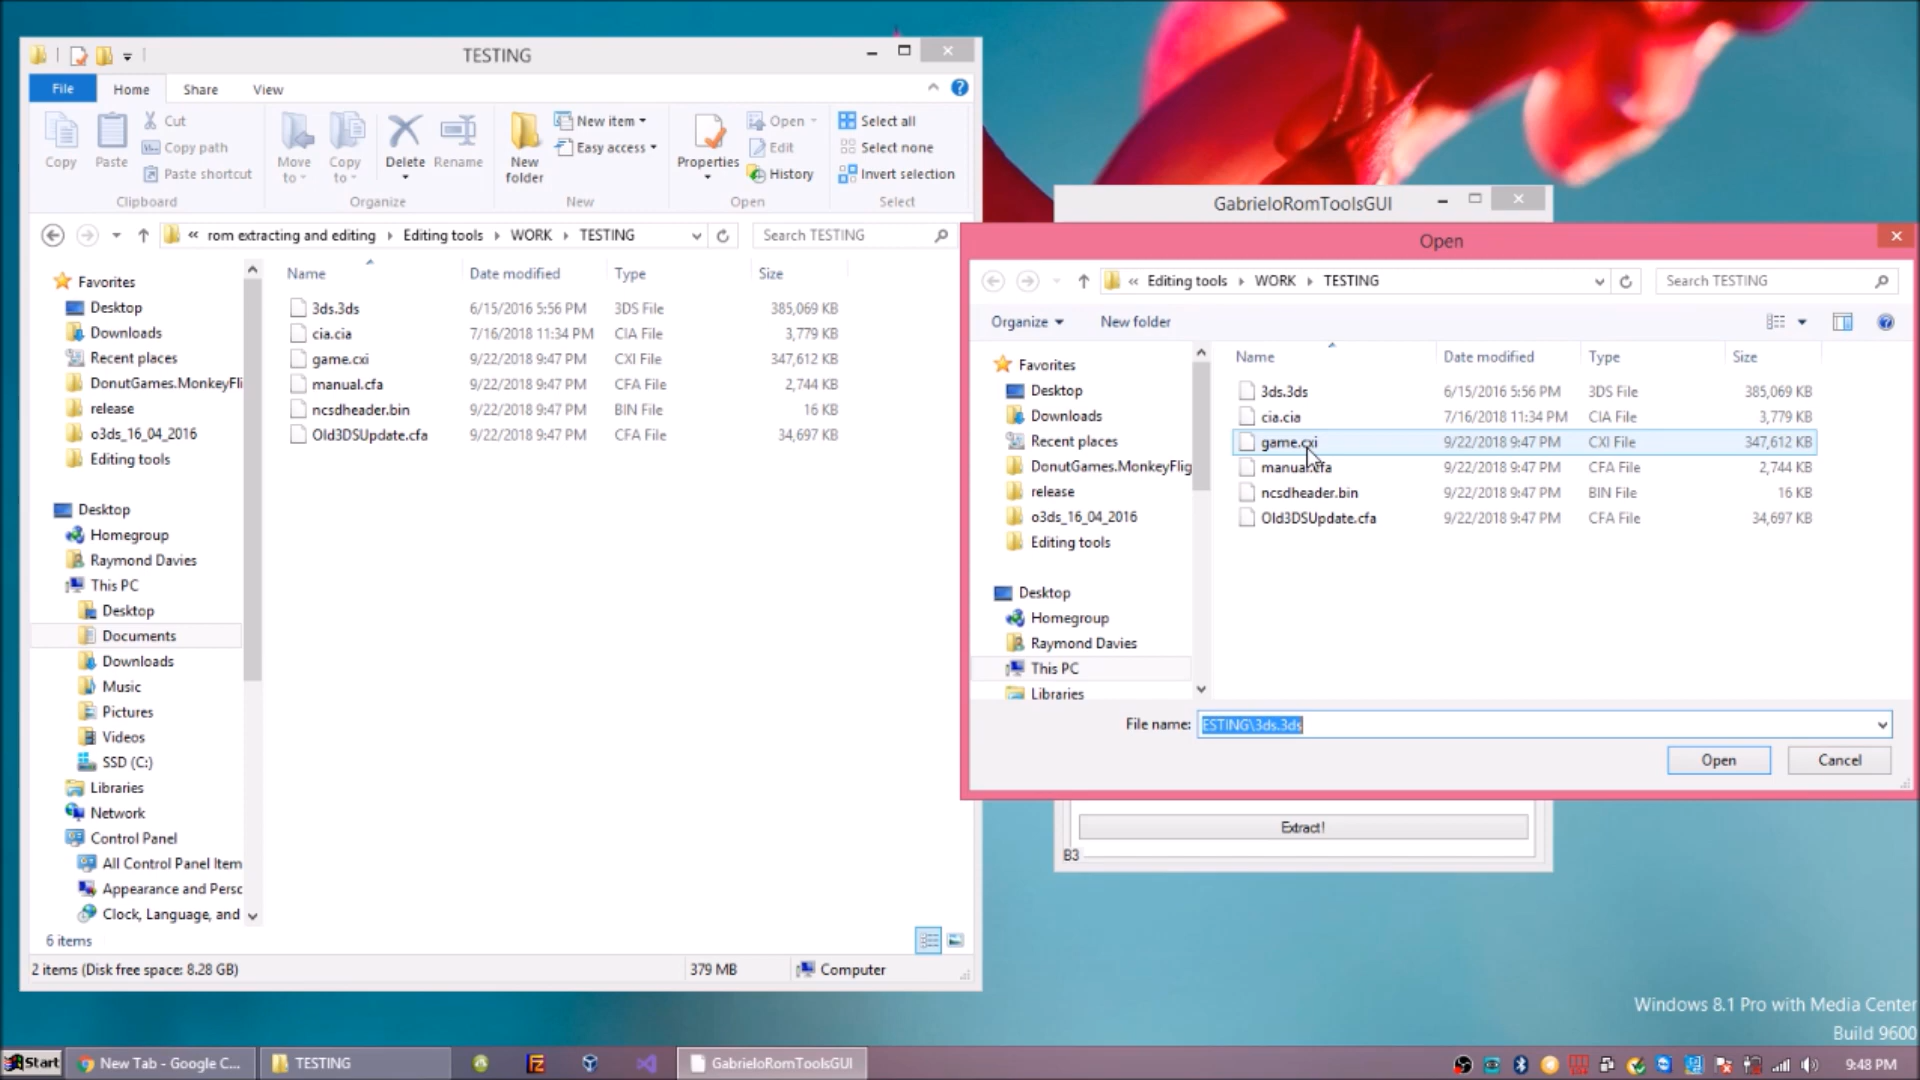 TESTING
File Home Share View
Copy Paste Cut Copy path Paste shortcut Clipboard
Move to Copy to Delete Rename Organize
New folder New item Easy access New
Properties Open Edit History Open
Select all Select none Invert selection Select
« rom extracting and editing Editing tools WORK TESTING Search TESTING
Name Date modified Type Size
3ds.3ds 6/15/2016 5:56 PM 3DS File 385,069 KB
cia.cia 7/16/2018 11:34 PM CIA File 3,779 KB
game.cxi 9/22/2018 9:47 PM CXI File 347,612 KB
manual.cfa 9/22/2018 9:47 PM CFA File 2,744 KB
ncsdheader.bin 9/22/2018 9:47 PM BIN File 16 KB
Old3DSUpdate.cfa 9/22/2018 9:47 PM CFA File 34,697 KB
Favorites
Desktop
Downloads
Recent places
DonutGames.MonkeyFli
release
o3ds_16_04_2016
Editing tools
Desktop
Homegroup
Raymond Davies
This PC
Desktop
Documents
Downloads
Music
Pictures
Videos
SSD (C:)
Libraries
Network
Control Panel
All Control Panel Item
Appearance and Persc
Clock, Language, and
6 items
2 items (Disk free space: 8.28 GB) 379 MB Computer
GabrieloRomToolsGUI
Open
« Editing tools WORK TESTING Search TESTING
Organize New folder
Name Date modified Type Size
3ds.3ds 6/15/2016 5:56 PM 3DS File 385,069 KB
cia.cia 7/16/2018 11:34 PM CIA File 3,779 KB
game.cxi 9/22/2018 9:47 PM CXI File 347,612 KB
manual.cfa 9/22/2018 9:47 PM CFA File 2,744 KB
ncsdheader.bin 9/22/2018 9:47 PM BIN File 16 KB
Old3DSUpdate.cfa 9/22/2018 9:47 PM CFA File 34,697 KB
Favorites
Desktop
Downloads
Recent places
DonutGames.MonkeyFlig
release
o3ds_16_04_2016
Editing tools
Desktop
Homegroup
Raymond Davies
This PC
Libraries
File name: ESTING\3ds.3ds
Open Cancel
Extract!
B3
Windows 8.1 Pro with Media Center
Build 9600
Start New Tab - Google C... TESTING GabrieloRomToolsGUI 9:48 PM